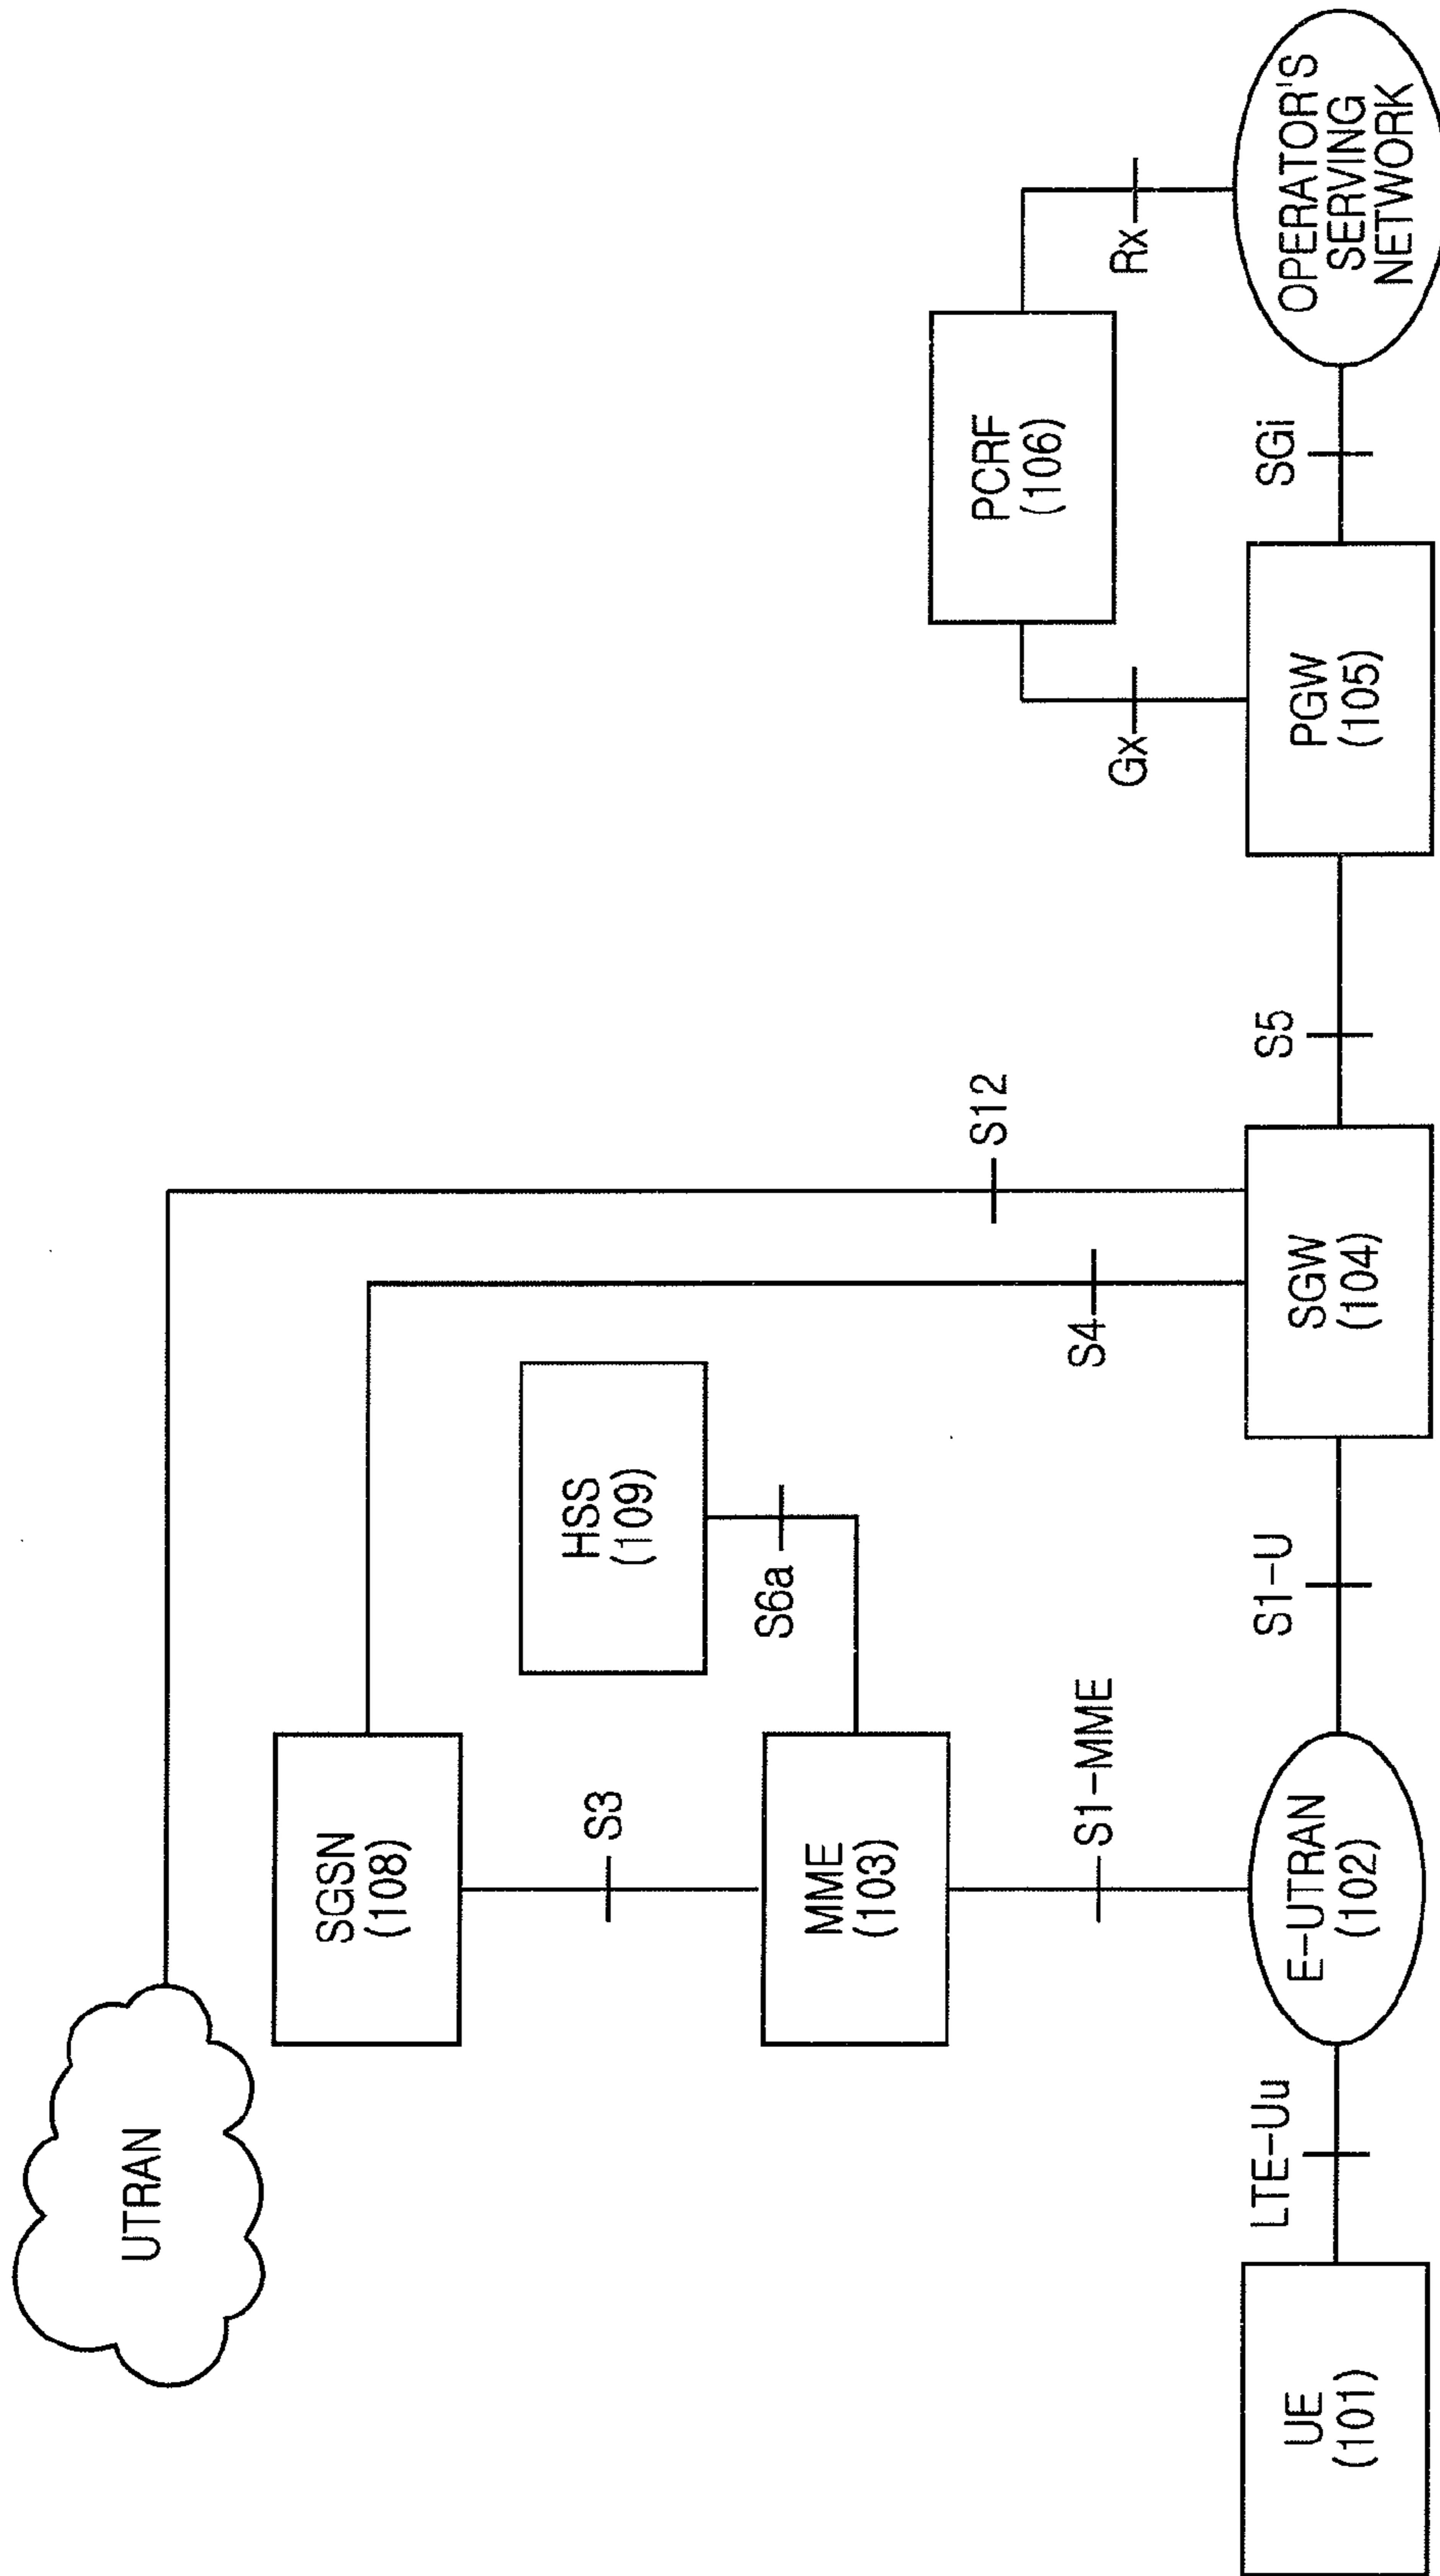 UTRAN
SGSN
(108)
HSS
(109)
S3
S6a
MME
(103)
S4
S12
PCRF
(106)
S1-MME
Gx
Rx
LTE-Uu
S1-U
S5
SGi
UE
(101)
E-UTRAN
(102)
SGW
(104)
PGW
(105)
OPERATOR'S
SERVING
NETWORK